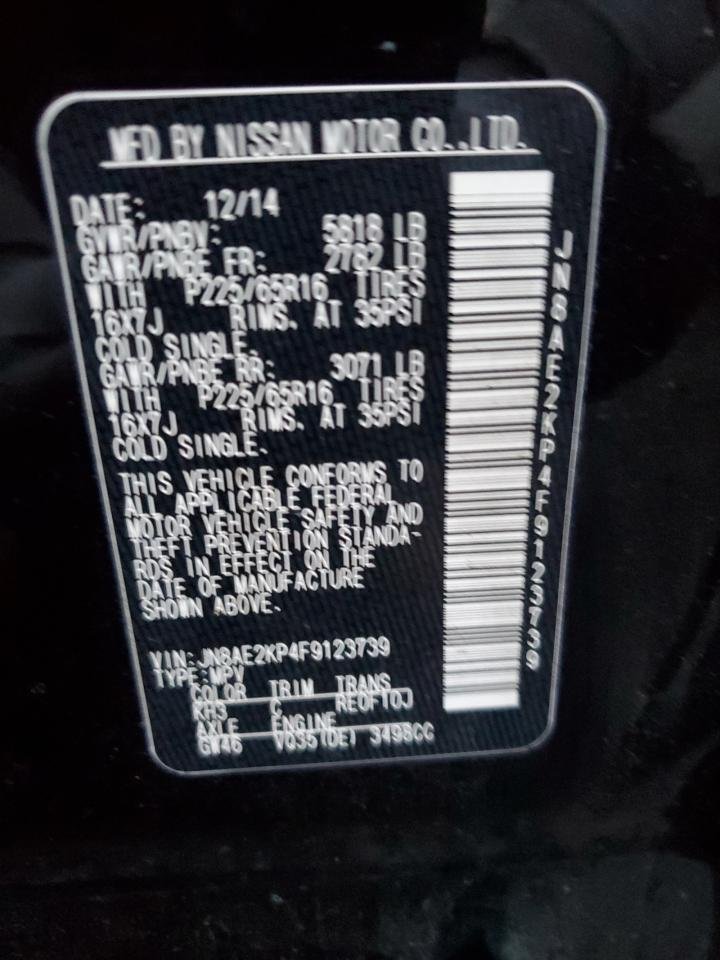 MFD BY NISSAN MOTOR CO.,LTD.
DATE: 12/14
GVWR/PNBV: 5818 LB
GAWR/PNBE FR: 2762 LB
WITH P225/65R16 TIRES
16X7J RIMS. AT 35PSI
COLD SINGLE.
GAWR/PNBE RR: 3071 LB
WITH P225/65R16 TIRES
16X7J RIMS. AT 35PSI
COLD SINGLE.
THIS VEHICLE CONFORMS TO
ALL APPLICABLE FEDERAL
MOTOR VEHICLE SAFETY AND
THEFT PREVENTION STANDA-
RDS IN EFFECT ON THE
DATE OF MANUFACTURE
SHOWN ABOVE.
VIN:JN8AE2KP4F9123739
TYPE:MPV
COLOR TRIM TRANS
KH3 C RE0F10J
AXLE ENGINE
GW46 VQ35(DE) 3498CC
JN8AE2KP4F9123739